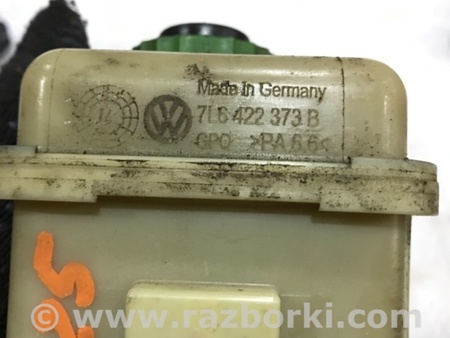 Made In Germany
7L6 422 373 B
GPO >PA 6.6<
www.razborki.com